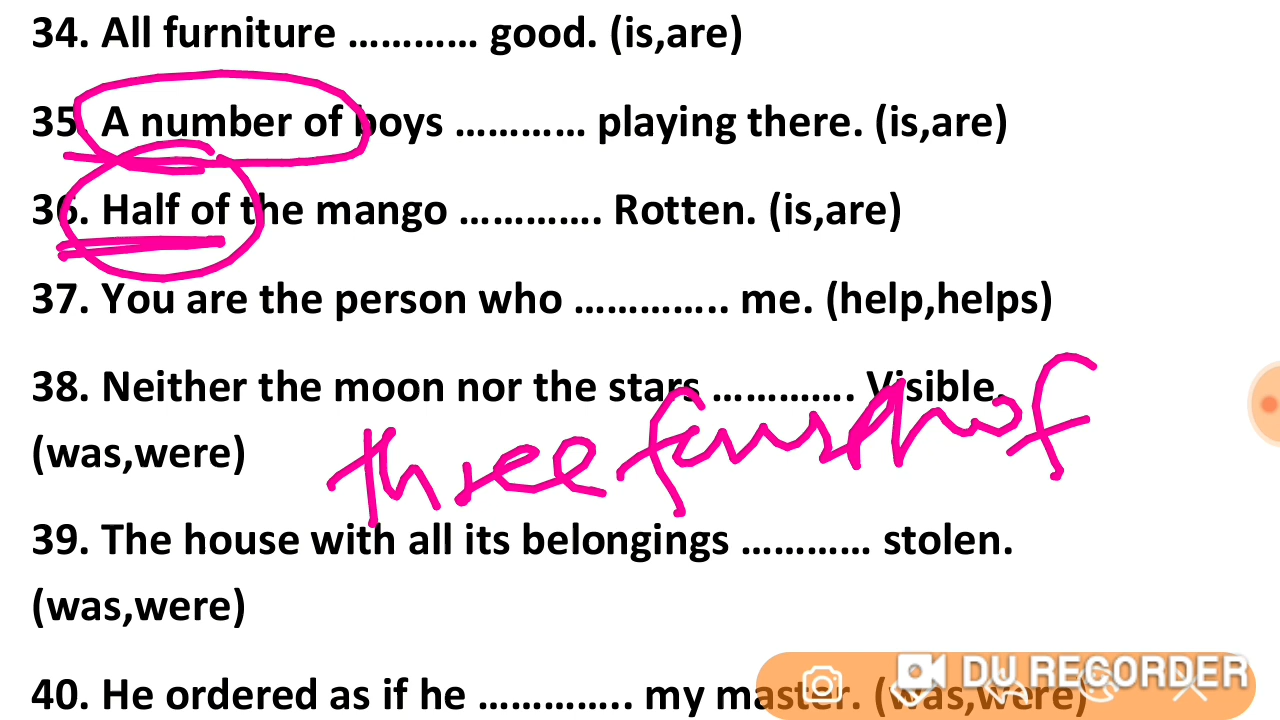 34. All furniture ………… good. (is,are)
35. A number of boys ………… playing there. (is,are)
36. Half of the mango …………. Rotten. (is,are)
37. You are the person who ………….. me. (help,helps)
38. Neither the moon nor the stars …………. Visible.
(was,were)
three fourth of
39. The house with all its belongings ………… stolen.
(was,were)
40. He ordered as if he ………….. my master. (was,were)
DU RECORDER